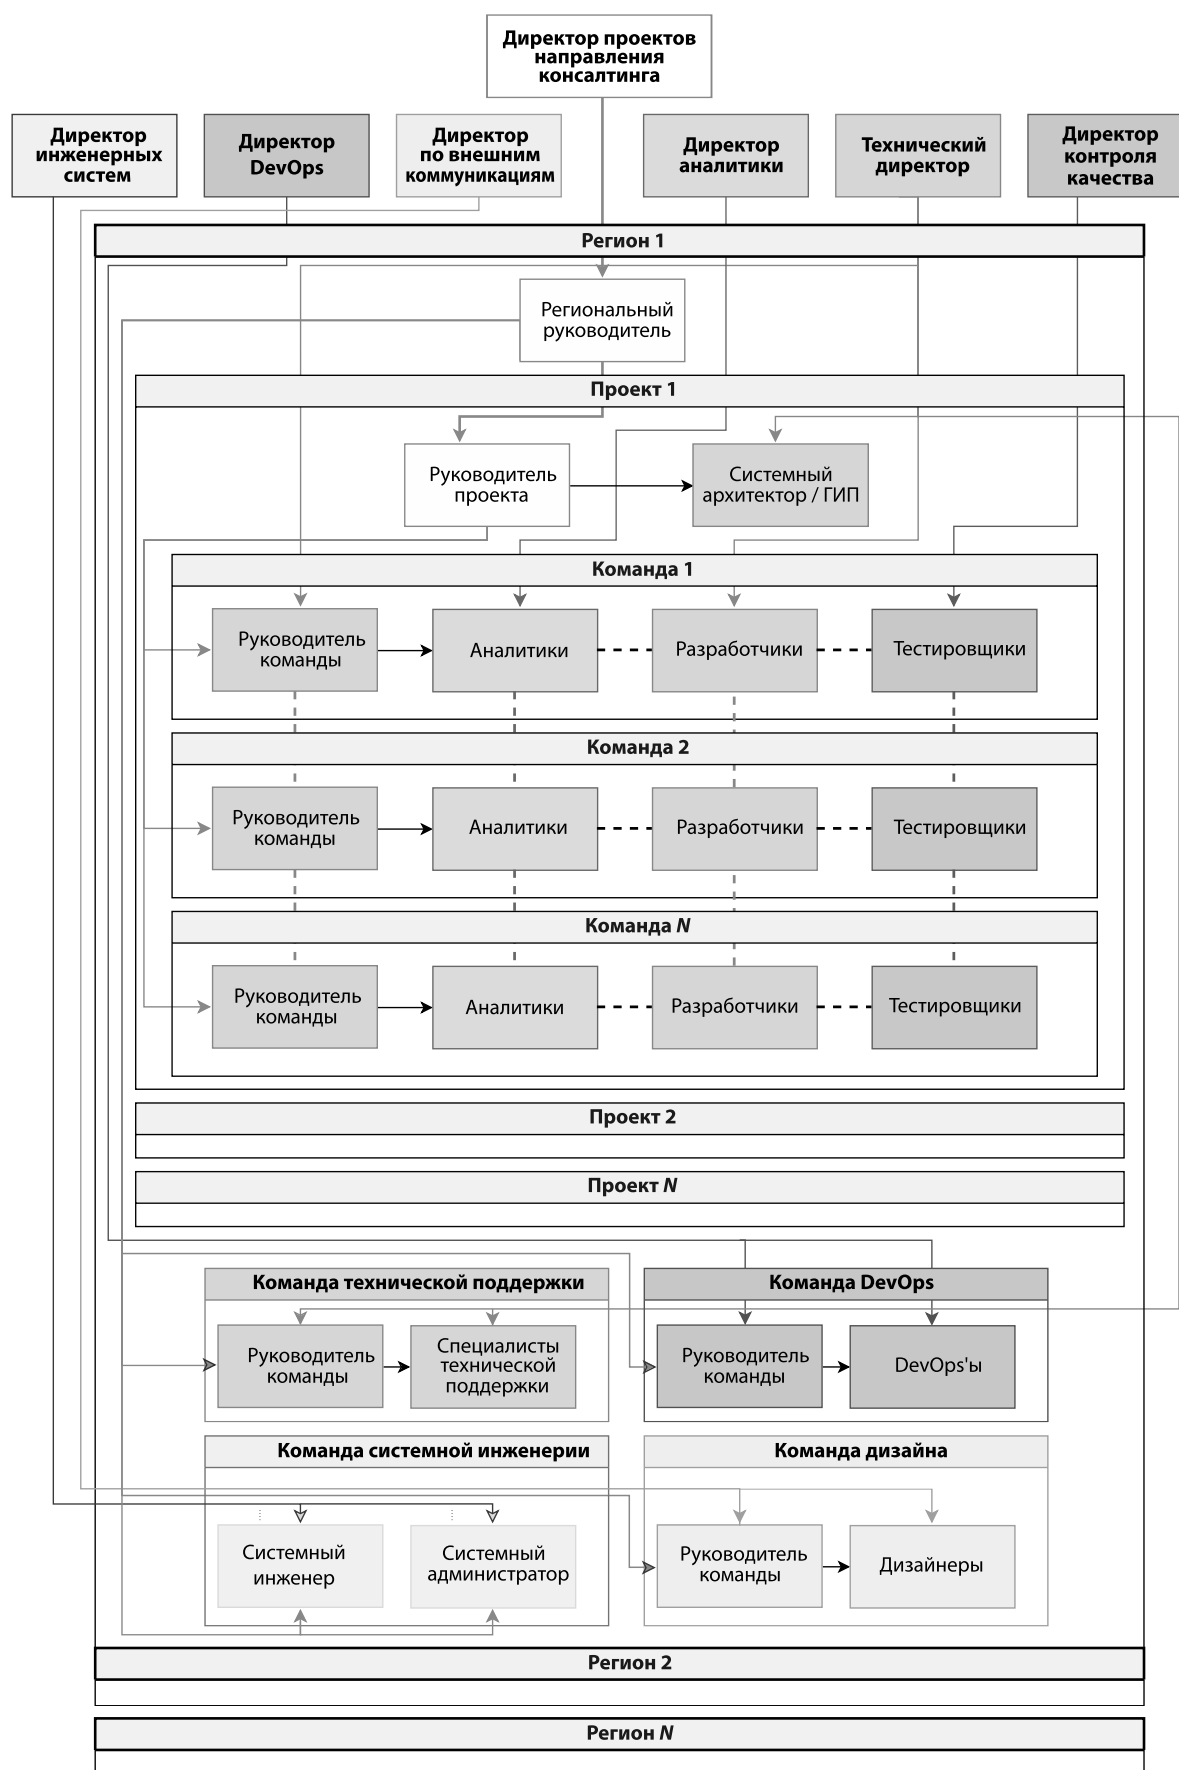 Директор проектов
направления
консалтинга
Директор
инженерных
систем
Директор
DevOps
Директор
по внешним
коммуникациям
Директор
аналитики
Технический
директор
Директор
контроля
качества
Регион 1
Региональный
руководитель
Проект 1
Руководитель
проекта
Системный
архитектор / ГИП
Команда 1
Руководитель
команды
Аналитики
Разработчики
Тестировщики
Команда 2
Руководитель
команды
Аналитики
Разработчики
Тестировщики
Команда N
Руководитель
команды
Аналитики
Разработчики
Тестировщики
Проект 2
Проект N
Команда технической поддержки
Руководитель
команды
Специалисты
технической
поддержки
Команда DevOps
Руководитель
команды
DevOps'ы
Команда системной инженерии
Системный
инженер
Системный
администратор
Команда дизайна
Руководитель
команды
Дизайнеры
Регион 2
Регион N